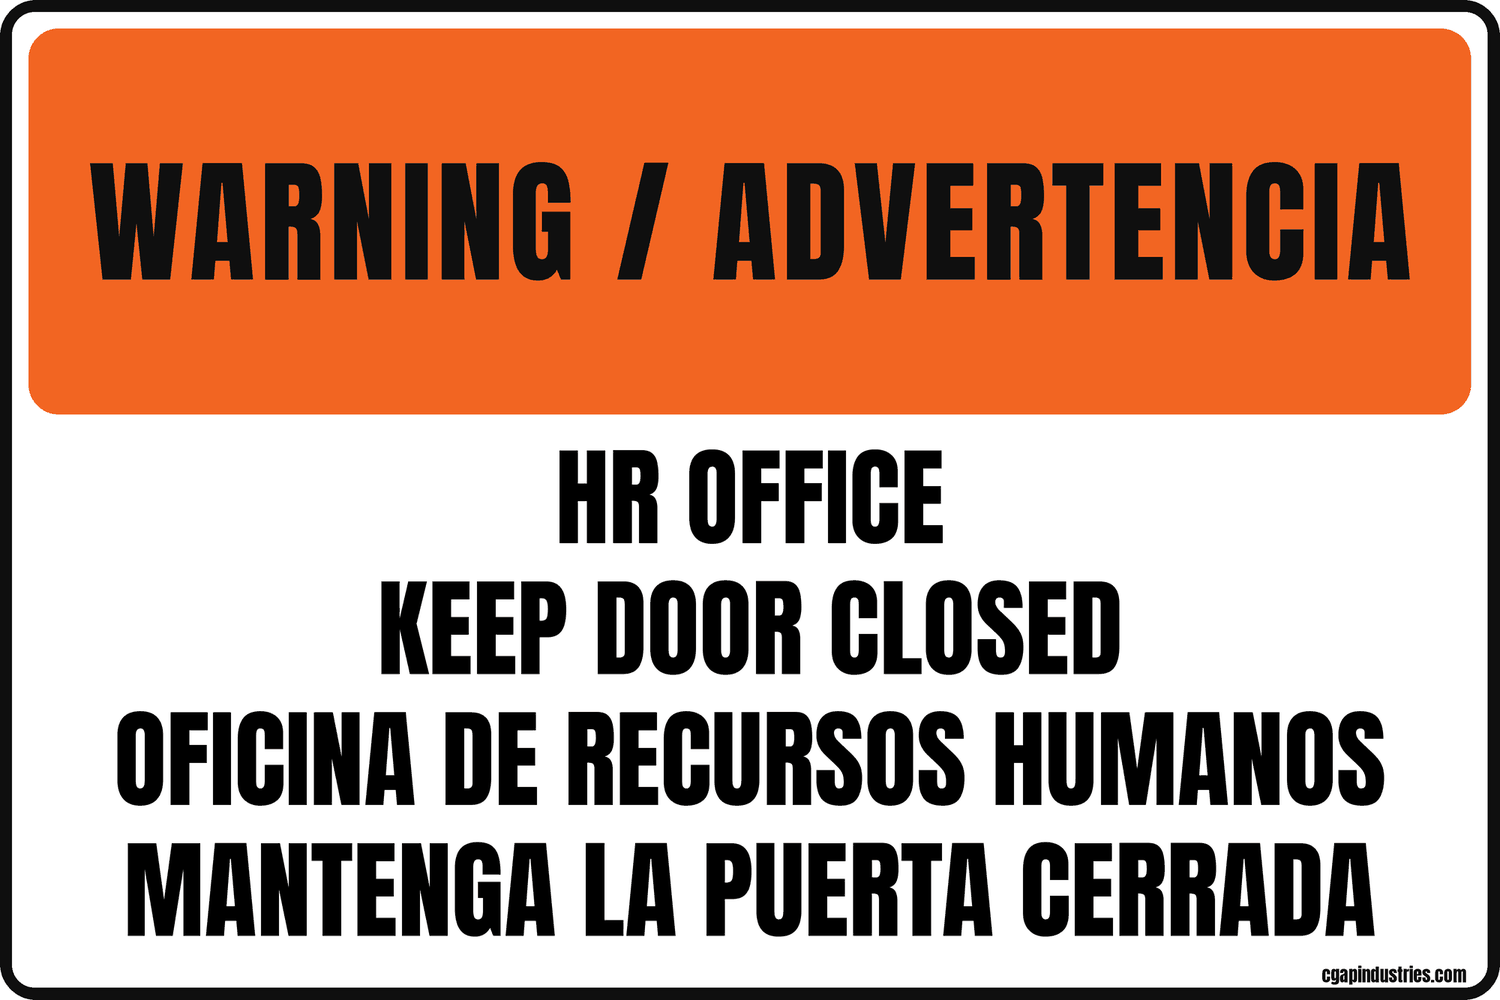 WARNING / ADVERTENCIA
HR OFFICE
KEEP DOOR CLOSED
OFICINA DE RECURSOS HUMANOS
MANTENGA LA PUERTA CERRADA
cgapindustries.com